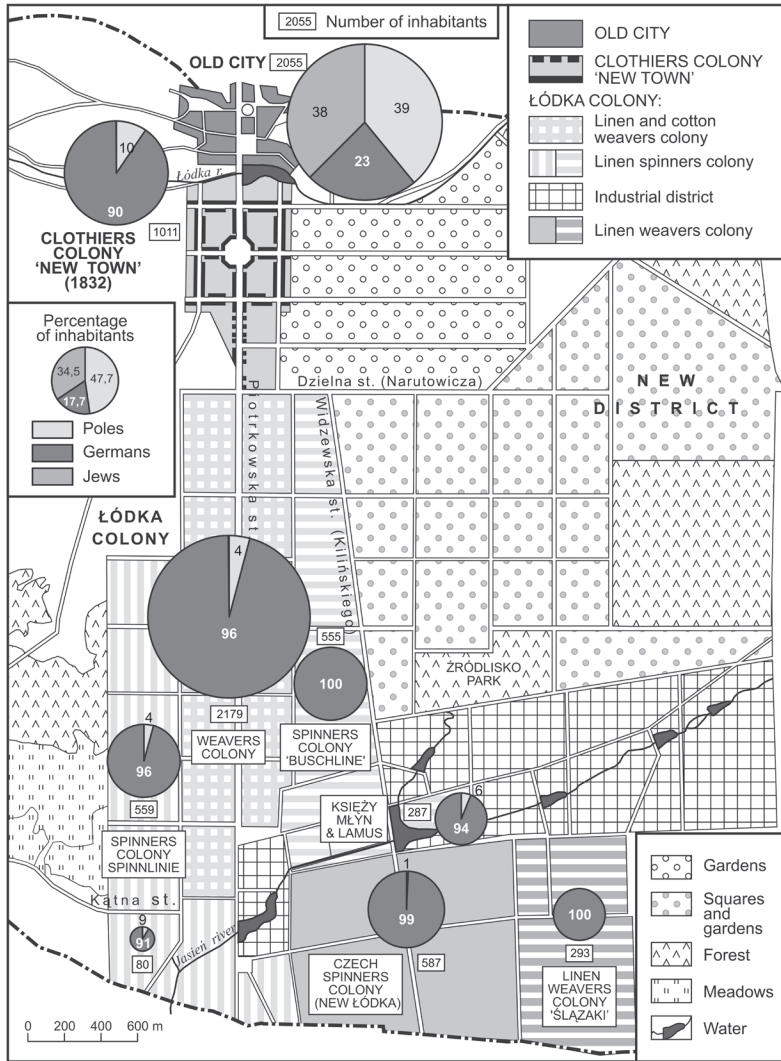 2055 Number of inhabitants
OLD CITY 2055
38
39
23
OLD CITY
CLOTHIERS COLONY
'NEW TOWN'
ŁÓDKA COLONY:
Linen and cotton
weavers colony
Linen spinners colony
Industrial district
Linen weavers colony
10
90
Łódka r.
1011
CLOTHIERS
COLONY
'NEW TOWN'
(1832)
Percentage
of inhabitants
34,5
47,7
17,7
Poles
Germans
Jews
Dzielna st. (Narutowicza)
Piotrkowska st
Widzewska st. (Kilińskiego)
NEW
DISTRICT
ŁÓDKA
COLONY
4
96
2179
WEAVERS
COLONY
555
100
SPINNERS
COLONY
'BUSCHLINE'
ŻRÓDLISKO
PARK
4
96
559
SPINNERS
COLONY
SPINNLINIE
KSIĘŻY
MŁYN
& LAMUS
287
6
94
Kątna st.
9
91
80
Jasień river
1
99
587
CZECH
SPINNERS
COLONY
(NEW ŁÓDKA)
100
293
LINEN
WEAVERS
COLONY
'ŚLĄZAKI'
Gardens
Squares
and
gardens
Forest
Meadows
Water
0 200 400 600 m